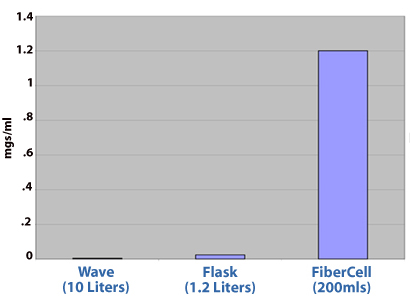 1.4
1.2
1
.8
.6
.4
.2
0
mgs/ml
Wave
(10 Liters)
Flask
(1.2 Liters)
FiberCell
(200mls)